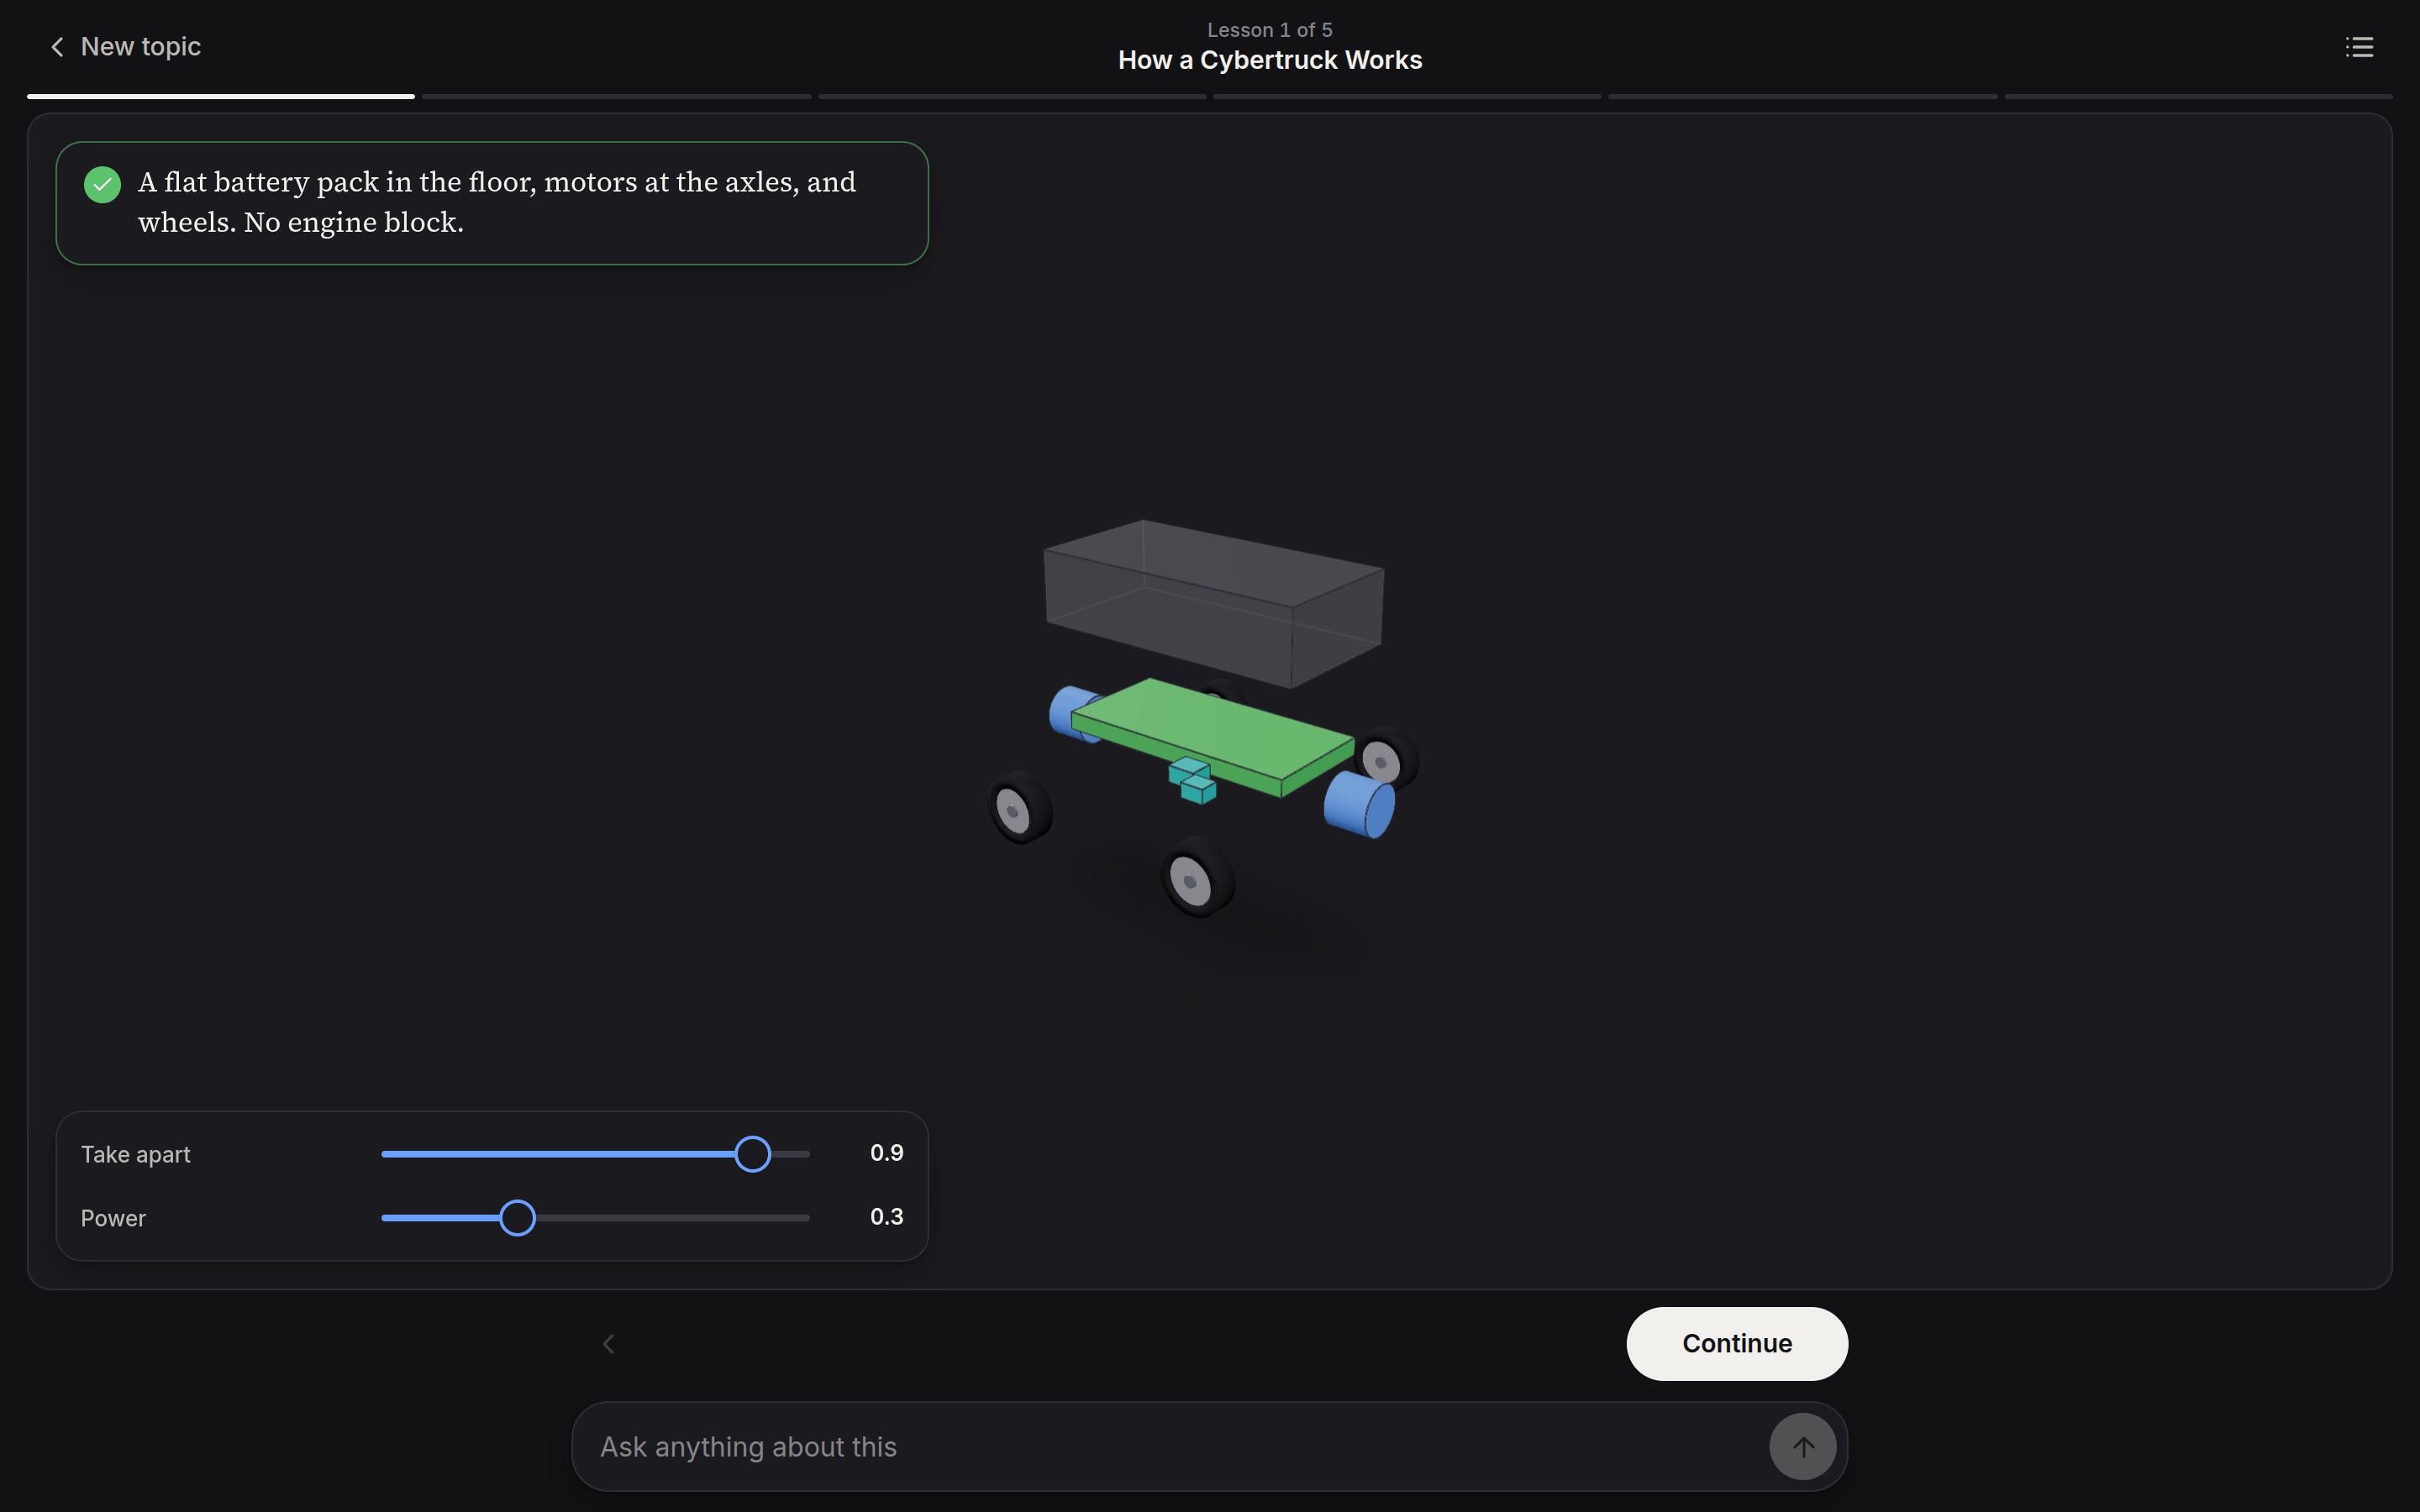 New topic
Lesson 1 of 5
How a Cybertruck Works
A flat battery pack in the floor, motors at the axles, and
wheels. No engine block.
Take apart 0.9
Power 0.3
Continue
Ask anything about this